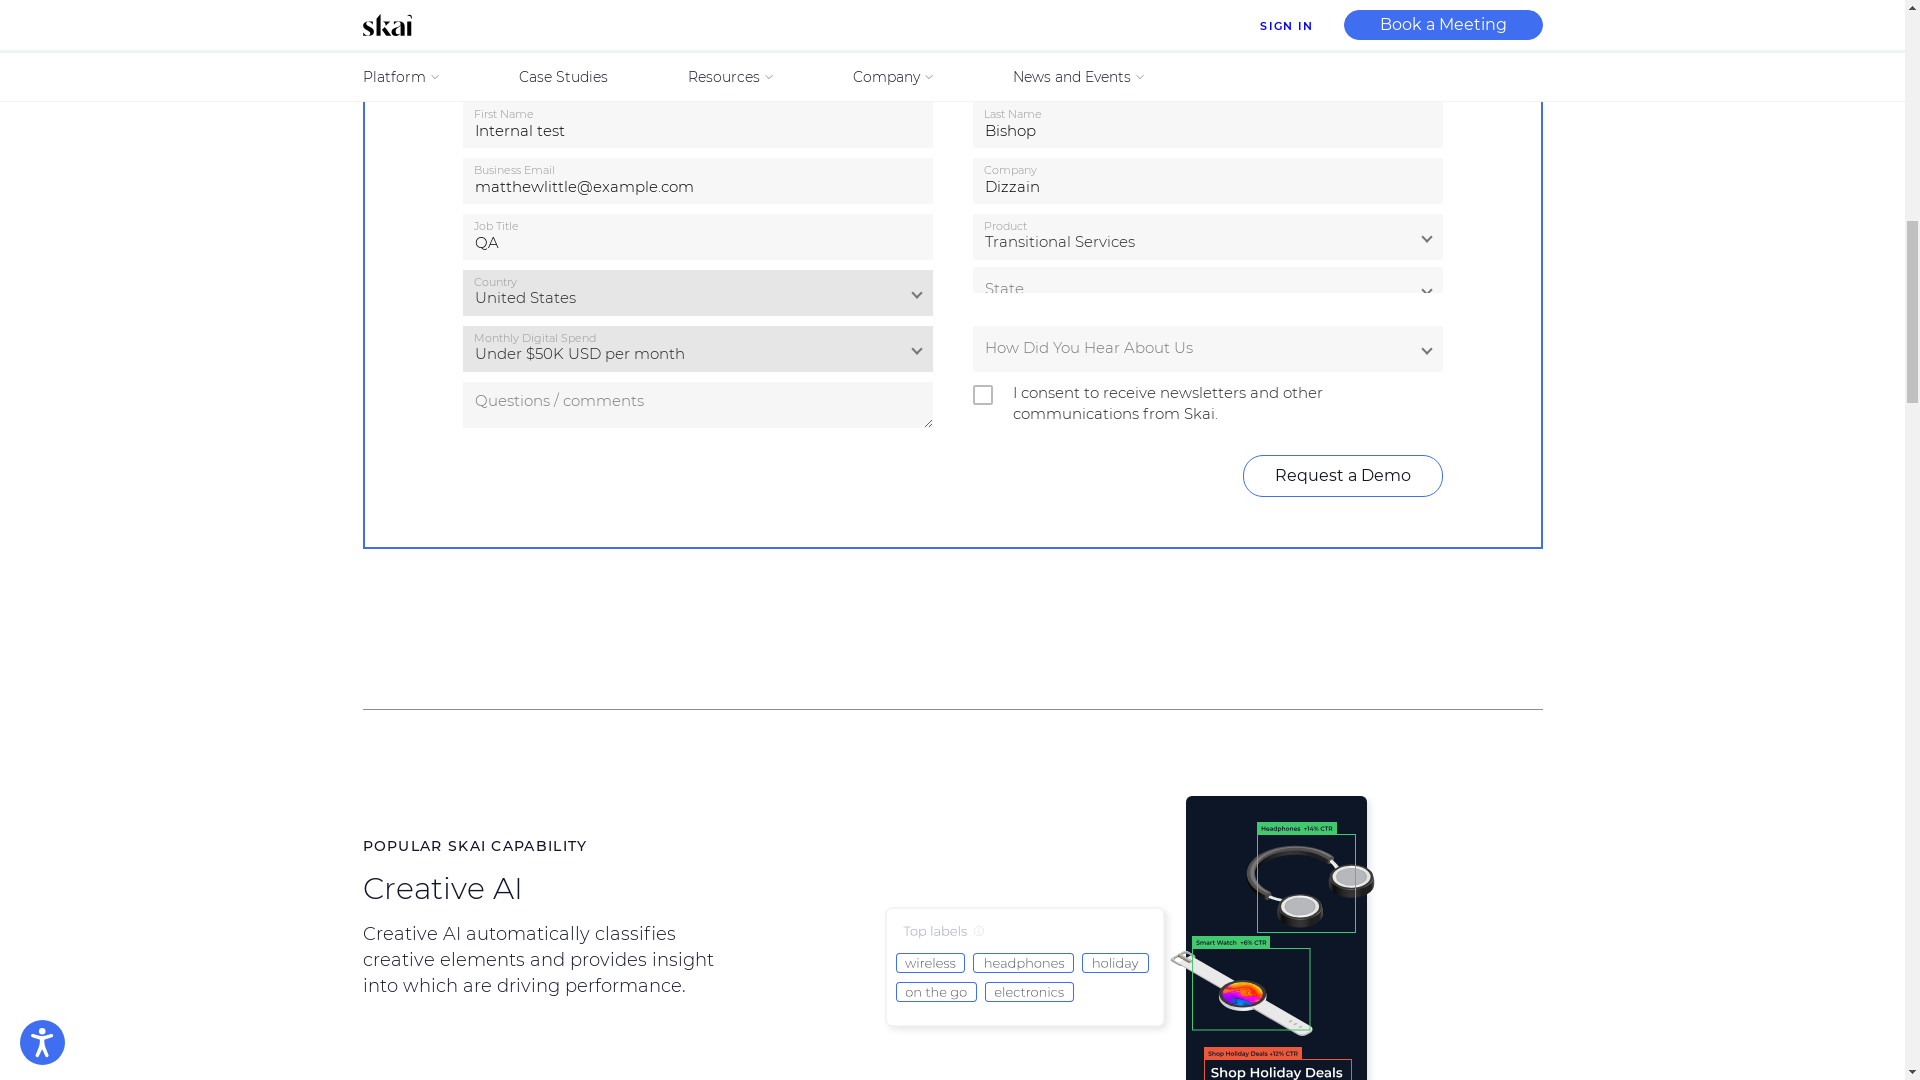 skai
SIGN IN
Book a Meeting
Platform
Case Studies
Resources
Company
News and Events
First Name
Internal test
Last Name
Bishop
Business Email
matthewlittle@example.com
Company
Dizzain
Job Title
QA
Product
Transitional Services
Country
United States
State
Monthly Digital Spend
Under $50K USD per month
How Did You Hear About Us
Questions / comments
I consent to receive newsletters and other
communications from Skai.
Request a Demo
POPULAR SKAI CAPABILITY
Creative AI
Creative AI automatically classifies
creative elements and provides insight
into which are driving performance.
Top labels
wireless
headphones
holiday
on the go
electronics
Headphones +14% CTR
Smart Watch +6% CTR
Shop Holiday Deals +12% CTR
Shop Holiday Deals